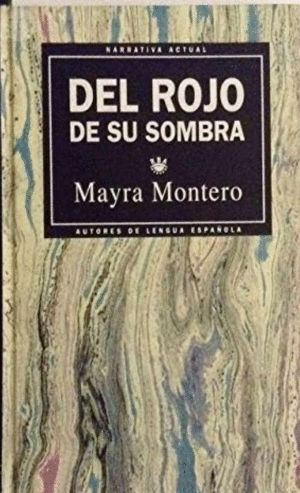 NARRATIVA ACTUAL
DEL ROJO
DE SU SOMBRA
Mayra Montero
AUTORES DE LENGUA ESPAÑOLA